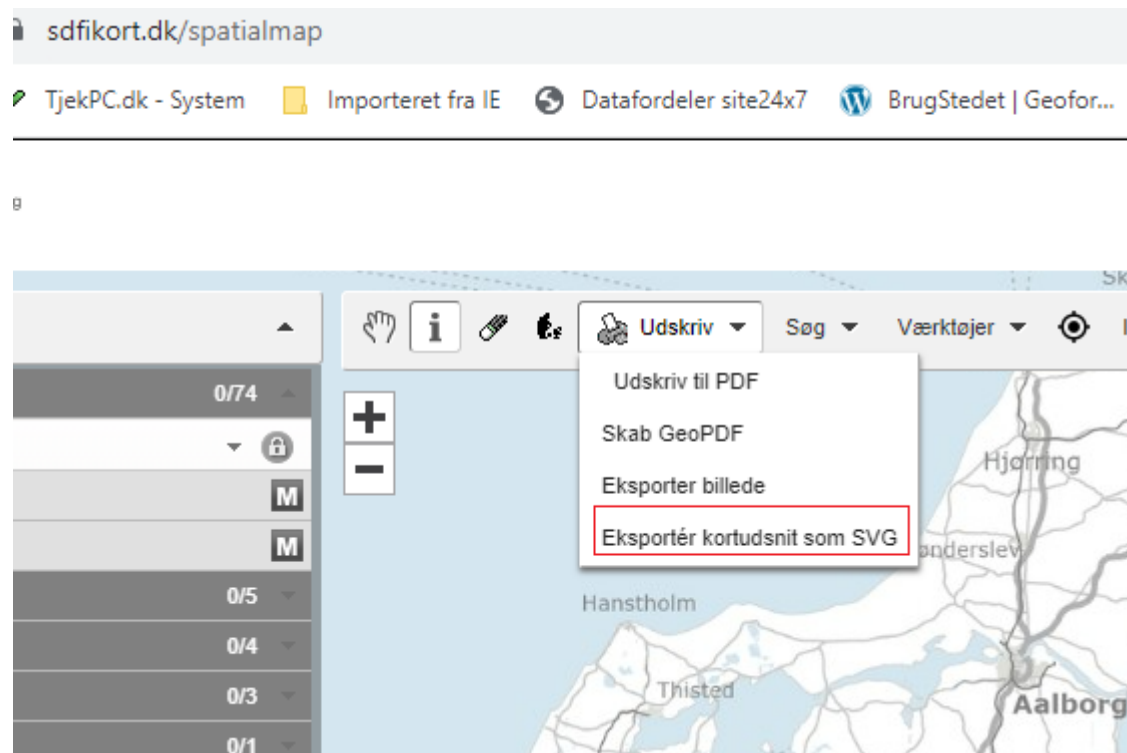 sdfikort.dk/spatialmap
TjekPC.dk - System Importeret fra IE Datafordeler site24x7 BrugStedet | Geofor...
g
Sk
i Udskriv Søg Værktøjer
0/74
Udskriv til PDF
Skab GeoPDF
Eksporter billede
Eksportér kortudsnit som SVG
M
M
Hjørring
ønderslev
0/5
Hanstholm
0/4
0/3
Thisted
Aalborg
0/1